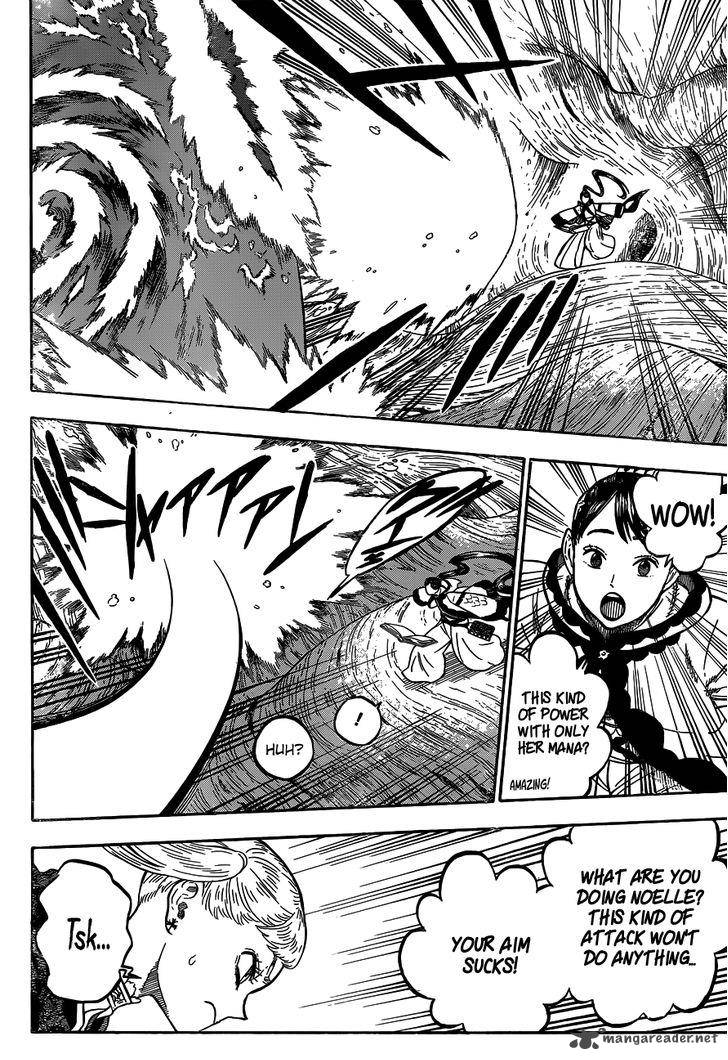 WOW!
THIS KIND
OF POWER
WITH ONLY
HER MANA?
AMAZING!
!
HUH?
WHAT ARE YOU
DOING NOELLE?
THIS KIND OF
ATTACK WON'T
DO ANYTHING...
YOUR AIM
SUCKS!
Tsk...
mangareader.net